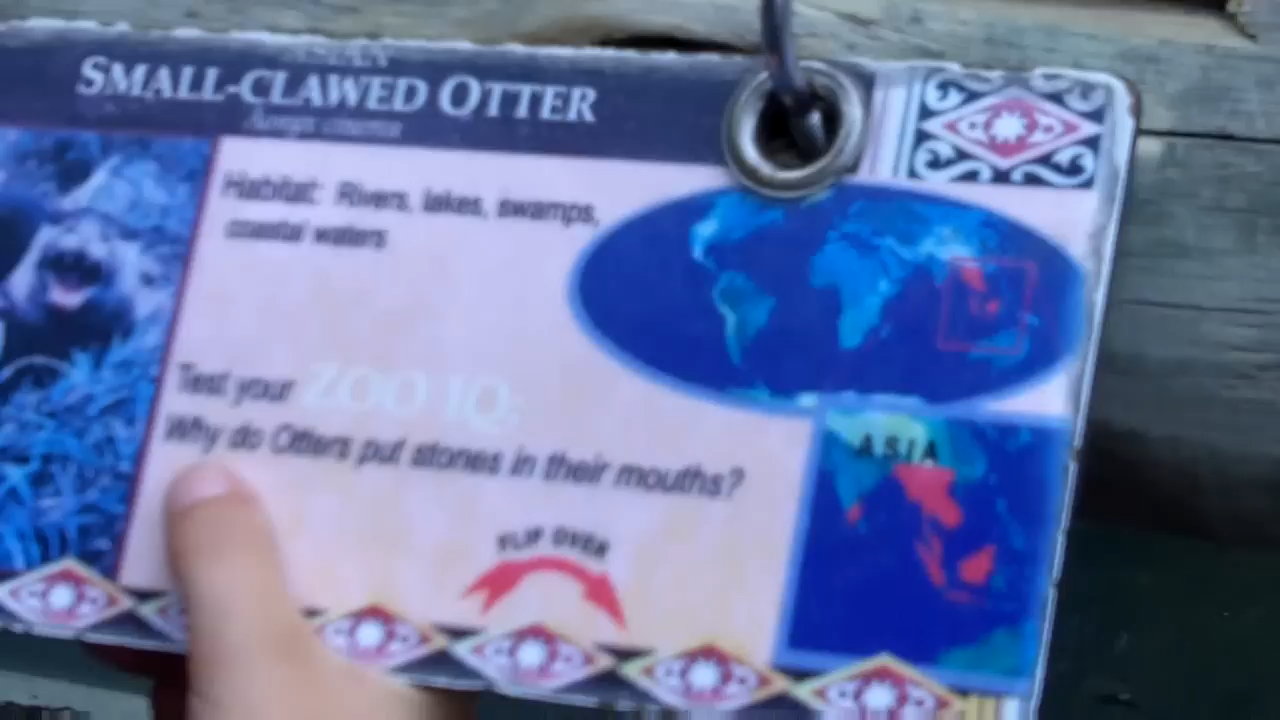 ASIAN
SMALL-CLAWED OTTER
Habitat: Rivers, lakes, swamps,
coastal waters
Test your ZOO IQ:
Why do Otters put stones in their mouths?
FLIP OVER
ASIA